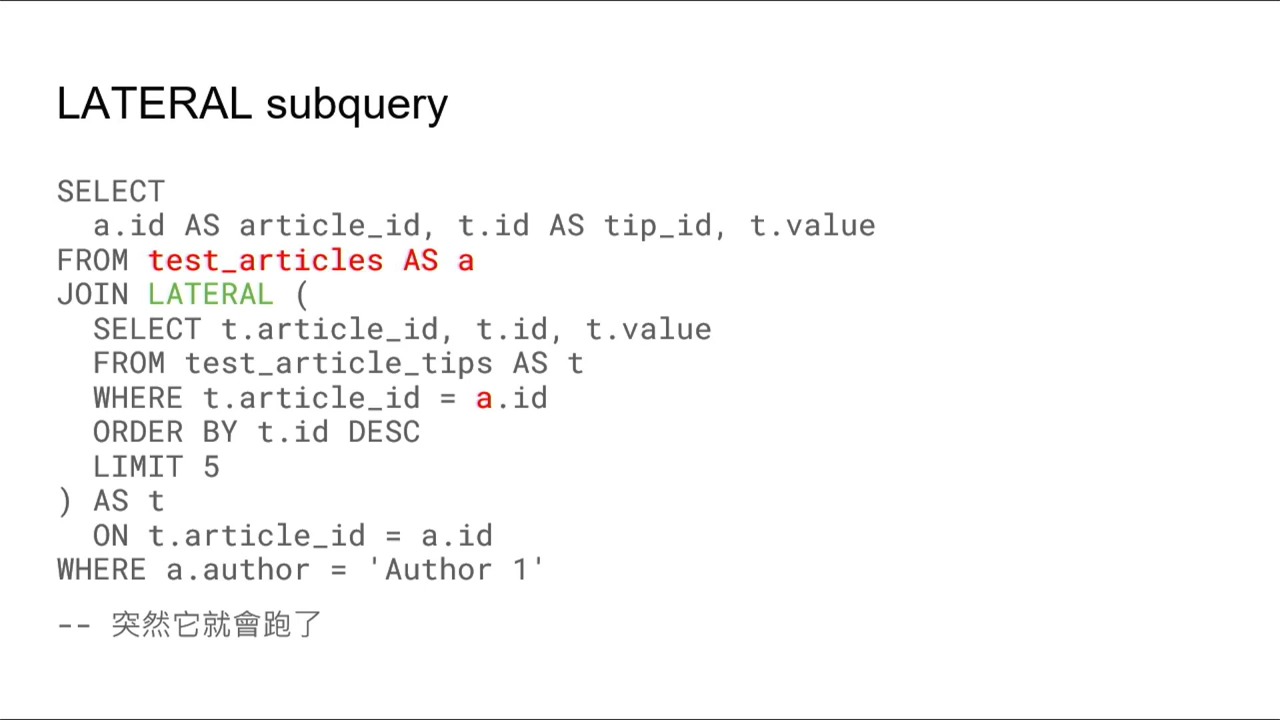 LATERAL subquery
SELECT
  a.id AS article_id, t.id AS tip_id, t.value
FROM test_articles AS a
JOIN LATERAL (
  SELECT t.article_id, t.id, t.value
  FROM test_article_tips AS t
  WHERE t.article_id = a.id
  ORDER BY t.id DESC
  LIMIT 5
) AS t
  ON t.article_id = a.id
WHERE a.author = 'Author 1'
-- 突然它就會跑了